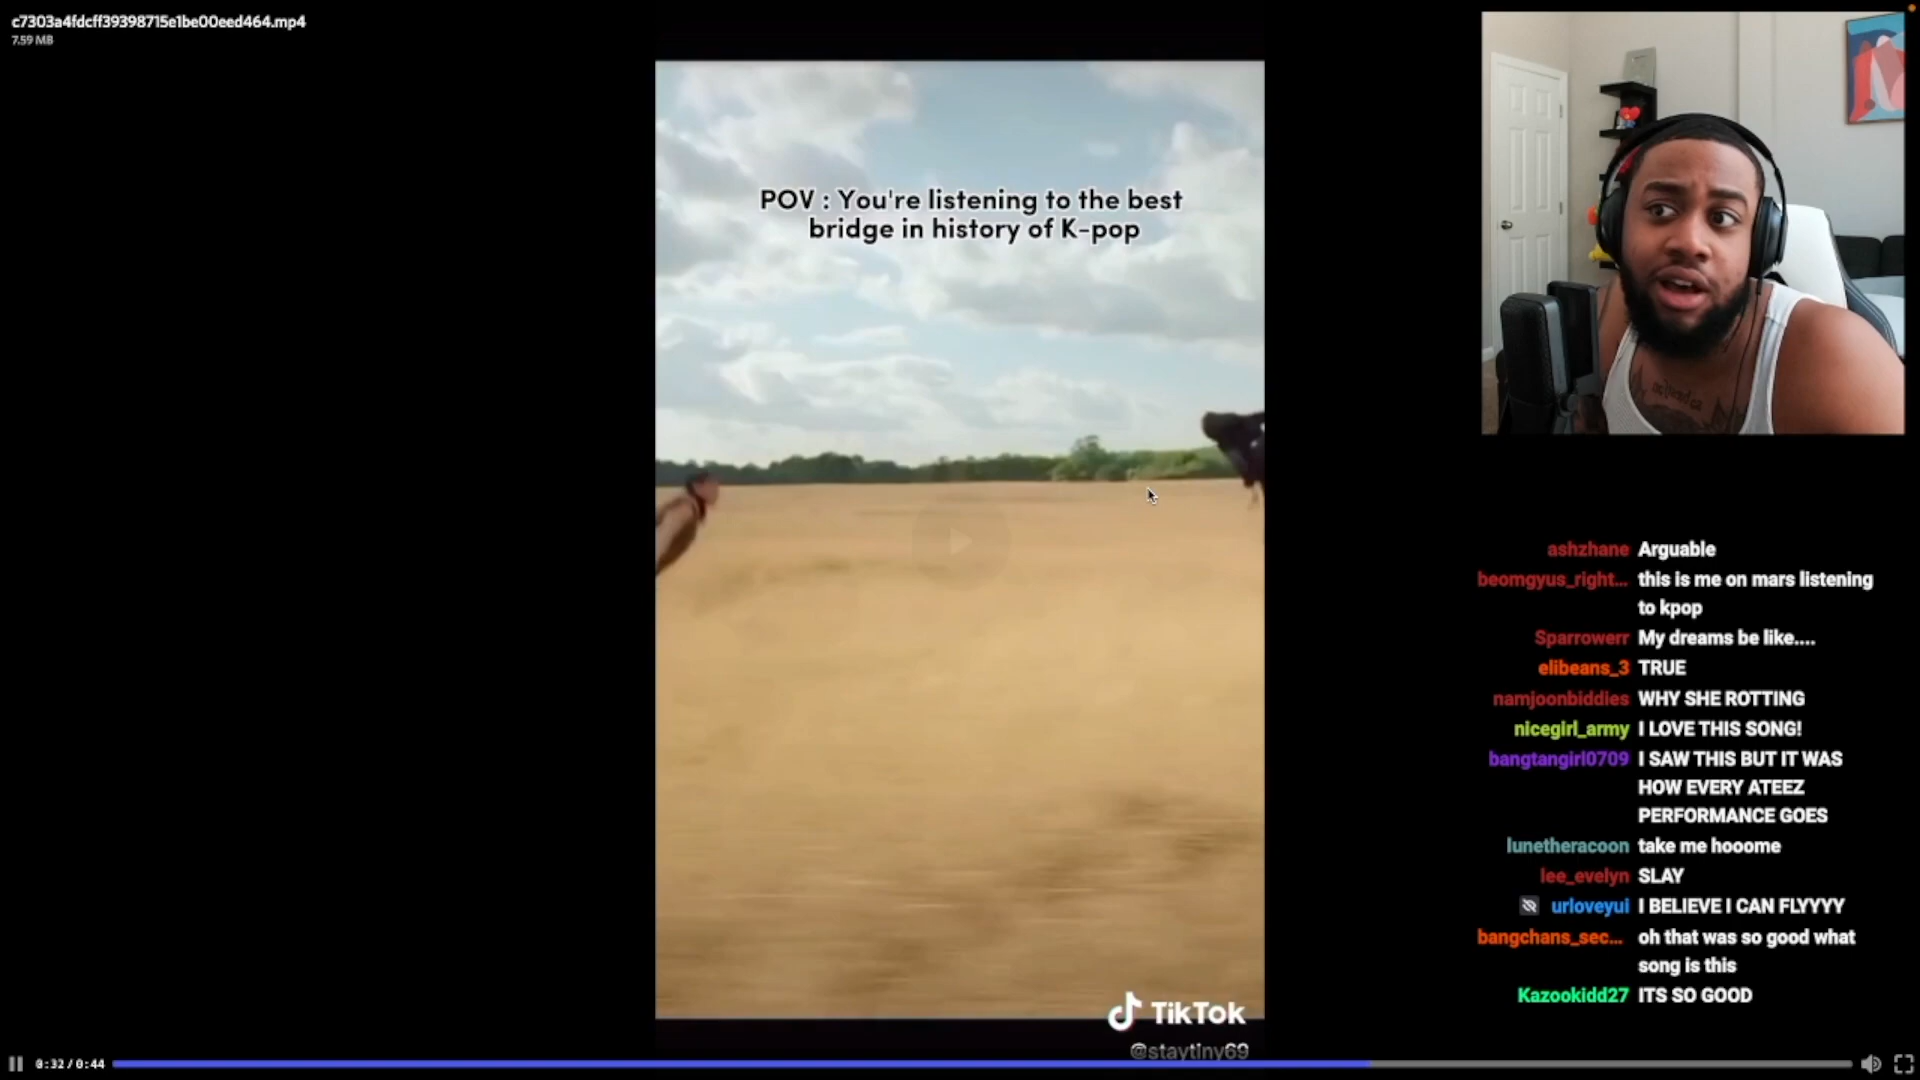 c7303a4fdcff39398715e1be00eed464.mp4
7.59 MB
POV : You're listening to the best
bridge in history of K-pop
TikTok
@staytiny69
ashzhane Arguable
beomgyus_right... this is me on mars listening
to kpop
Sparrowerr My dreams be like....
elibeans_3 TRUE
namjoonbiddies WHY SHE ROTTING
nicegirl_army I LOVE THIS SONG!
bangtangirl0709 I SAW THIS BUT IT WAS
HOW EVERY ATEEZ
PERFORMANCE GOES
lunetheracoon take me hooome
lee_evelyn SLAY
urloveyui I BELIEVE I CAN FLYYYY
bangchans_sec... oh that was so good what
song is this
Kazookidd27 ITS SO GOOD
0:32 / 0:44